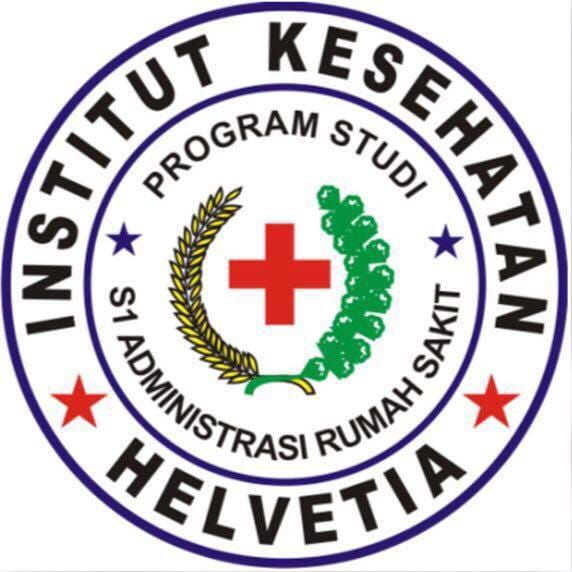 INSTITUT KESEHATAN
HELVETIA
PROGRAM STUDI
S1 ADMINISTRASI RUMAH SAKIT